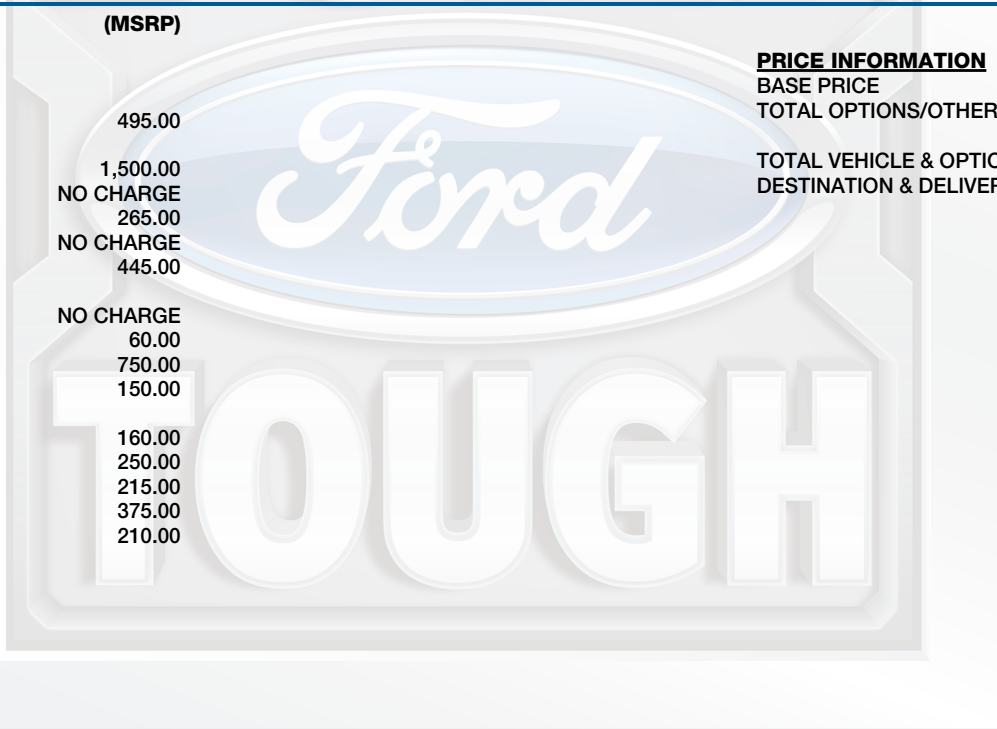 (MSRP)
495.00
1,500.00
NO CHARGE
265.00
NO CHARGE
445.00
NO CHARGE
60.00
750.00
150.00
160.00
250.00
215.00
375.00
210.00
PRICE INFORMATION
BASE PRICE
TOTAL OPTIONS/OTHER
TOTAL VEHICLE & OPTIO
DESTINATION & DELIVER
Ford
TOUGH